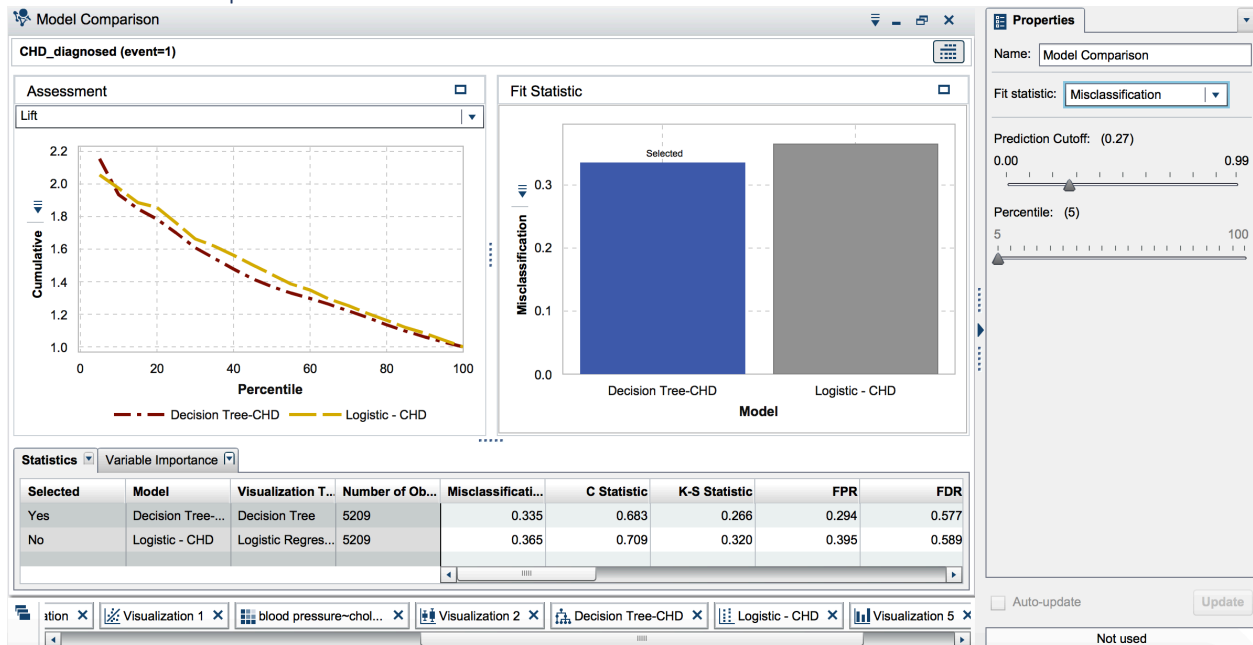 Model Comparison
CHD_diagnosed (event=1)
Assessment
Lift
2.2
2.0
1.8
1.6
1.4
1.2
1.0
Cumulative
0 20 40 60 80 100
Percentile
Decision Tree-CHD Logistic - CHD
Fit Statistic
Selected
0.3
0.2
0.1
0.0
Misclassification
Decision Tree-CHD Logistic - CHD
Model
Statistics Variable Importance
Selected Model Visualization T... Number of Ob... Misclassificati... C Statistic K-S Statistic FPR FDR
Yes Decision Tree-... Decision Tree 5209 0.335 0.683 0.266 0.294 0.577
No Logistic - CHD Logistic Regres... 5209 0.365 0.709 0.320 0.395 0.589
ation Visualization 1 blood pressure~chol... Visualization 2 Decision Tree-CHD Logistic - CHD Visualization 5
Properties
Name: Model Comparison
Fit statistic: Misclassification
Prediction Cutoff: (0.27)
0.00 0.99
Percentile: (5)
5 100
Auto-update Update
Not used